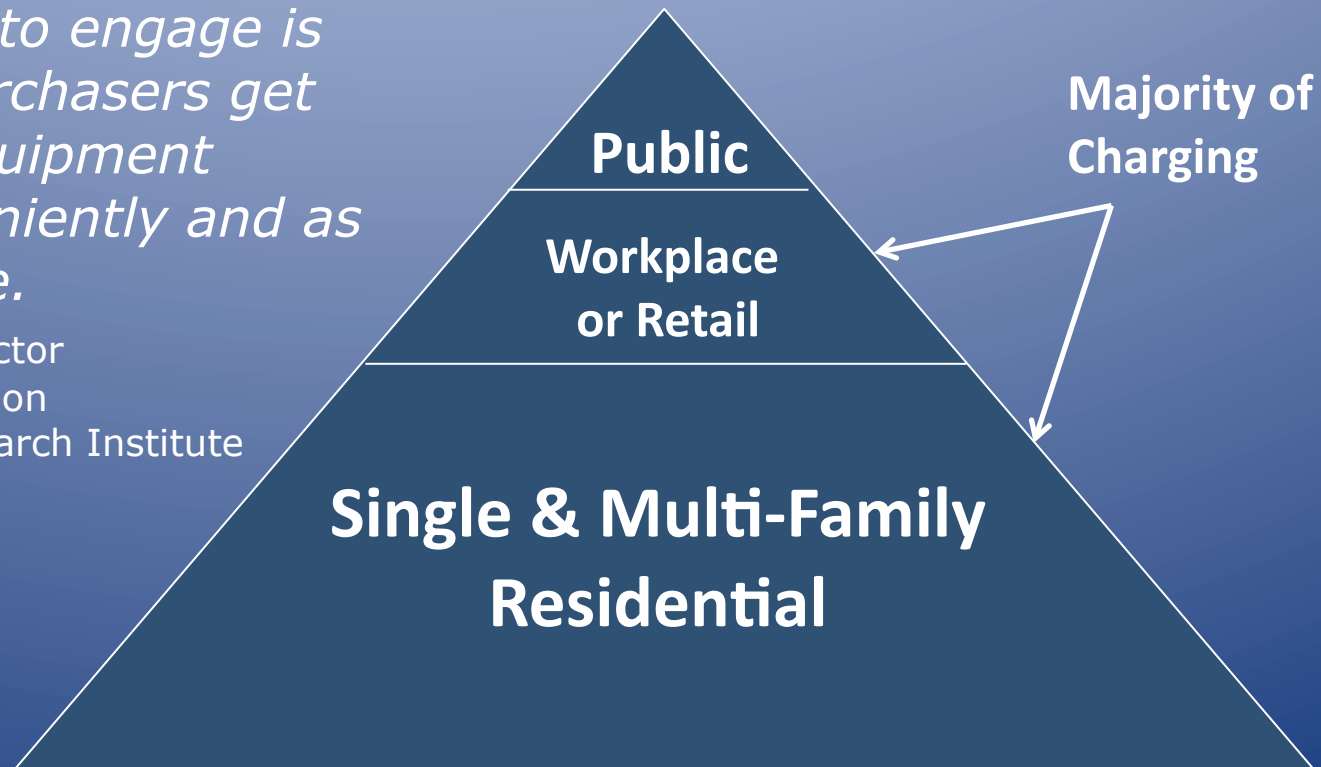 to engage is
rchasers get
uipment
niently and as
e.
ctor
on
arch Institute
Public
Workplace
or Retail
Single & Multi-Family
Residential
Majority of
Charging